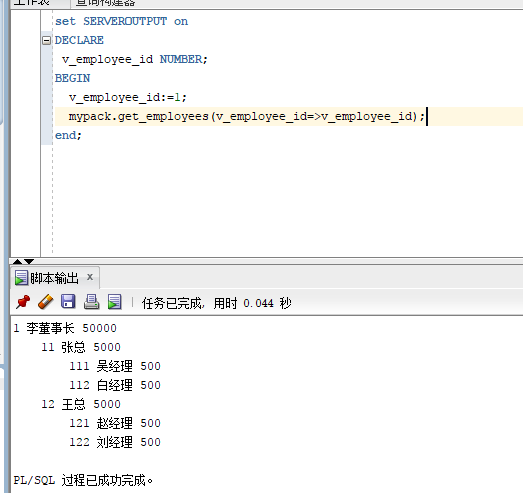 工作表 查询构建器
set SERVEROUTPUT on
DECLARE
v_employee_id NUMBER;
BEGIN
v_employee_id:=1;
mypack.get_employees(v_employee_id=>v_employee_id);
end;
脚本输出 x
任务已完成, 用时 0.044 秒
1 李董事长 50000
11 张总 5000
111 吴经理 500
112 白经理 500
12 王总 5000
121 赵经理 500
122 刘经理 500
PL/SQL 过程已成功完成。